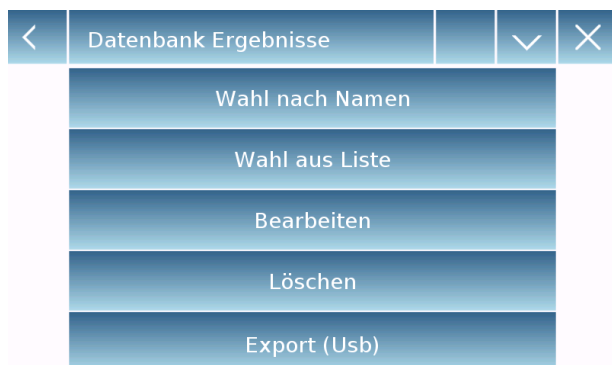 Datenbank Ergebnisse
Wahl nach Namen
Wahl aus Liste
Bearbeiten
Löschen
Export (Usb)